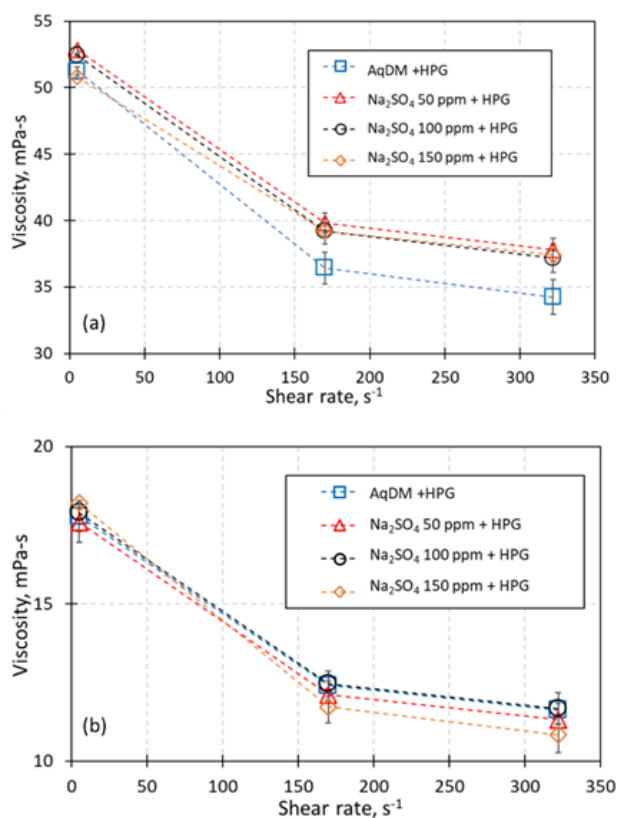 55
50
45
40
35
30
Viscosity, mPa-s
AqDM +HPG
Na₂SO₄ 50 ppm + HPG
Na₂SO₄ 100 ppm + HPG
Na₂SO₄ 150 ppm + HPG
(a)
0 50 100 150 200 250 300 350
Shear rate, s⁻¹
20
15
10
Viscosity, mPa-s
AqDM +HPG
Na₂SO₄ 50 ppm + HPG
Na₂SO₄ 100 ppm + HPG
Na₂SO₄ 150 ppm + HPG
(b)
0 50 100 150 200 250 300 350
Shear rate, s⁻¹